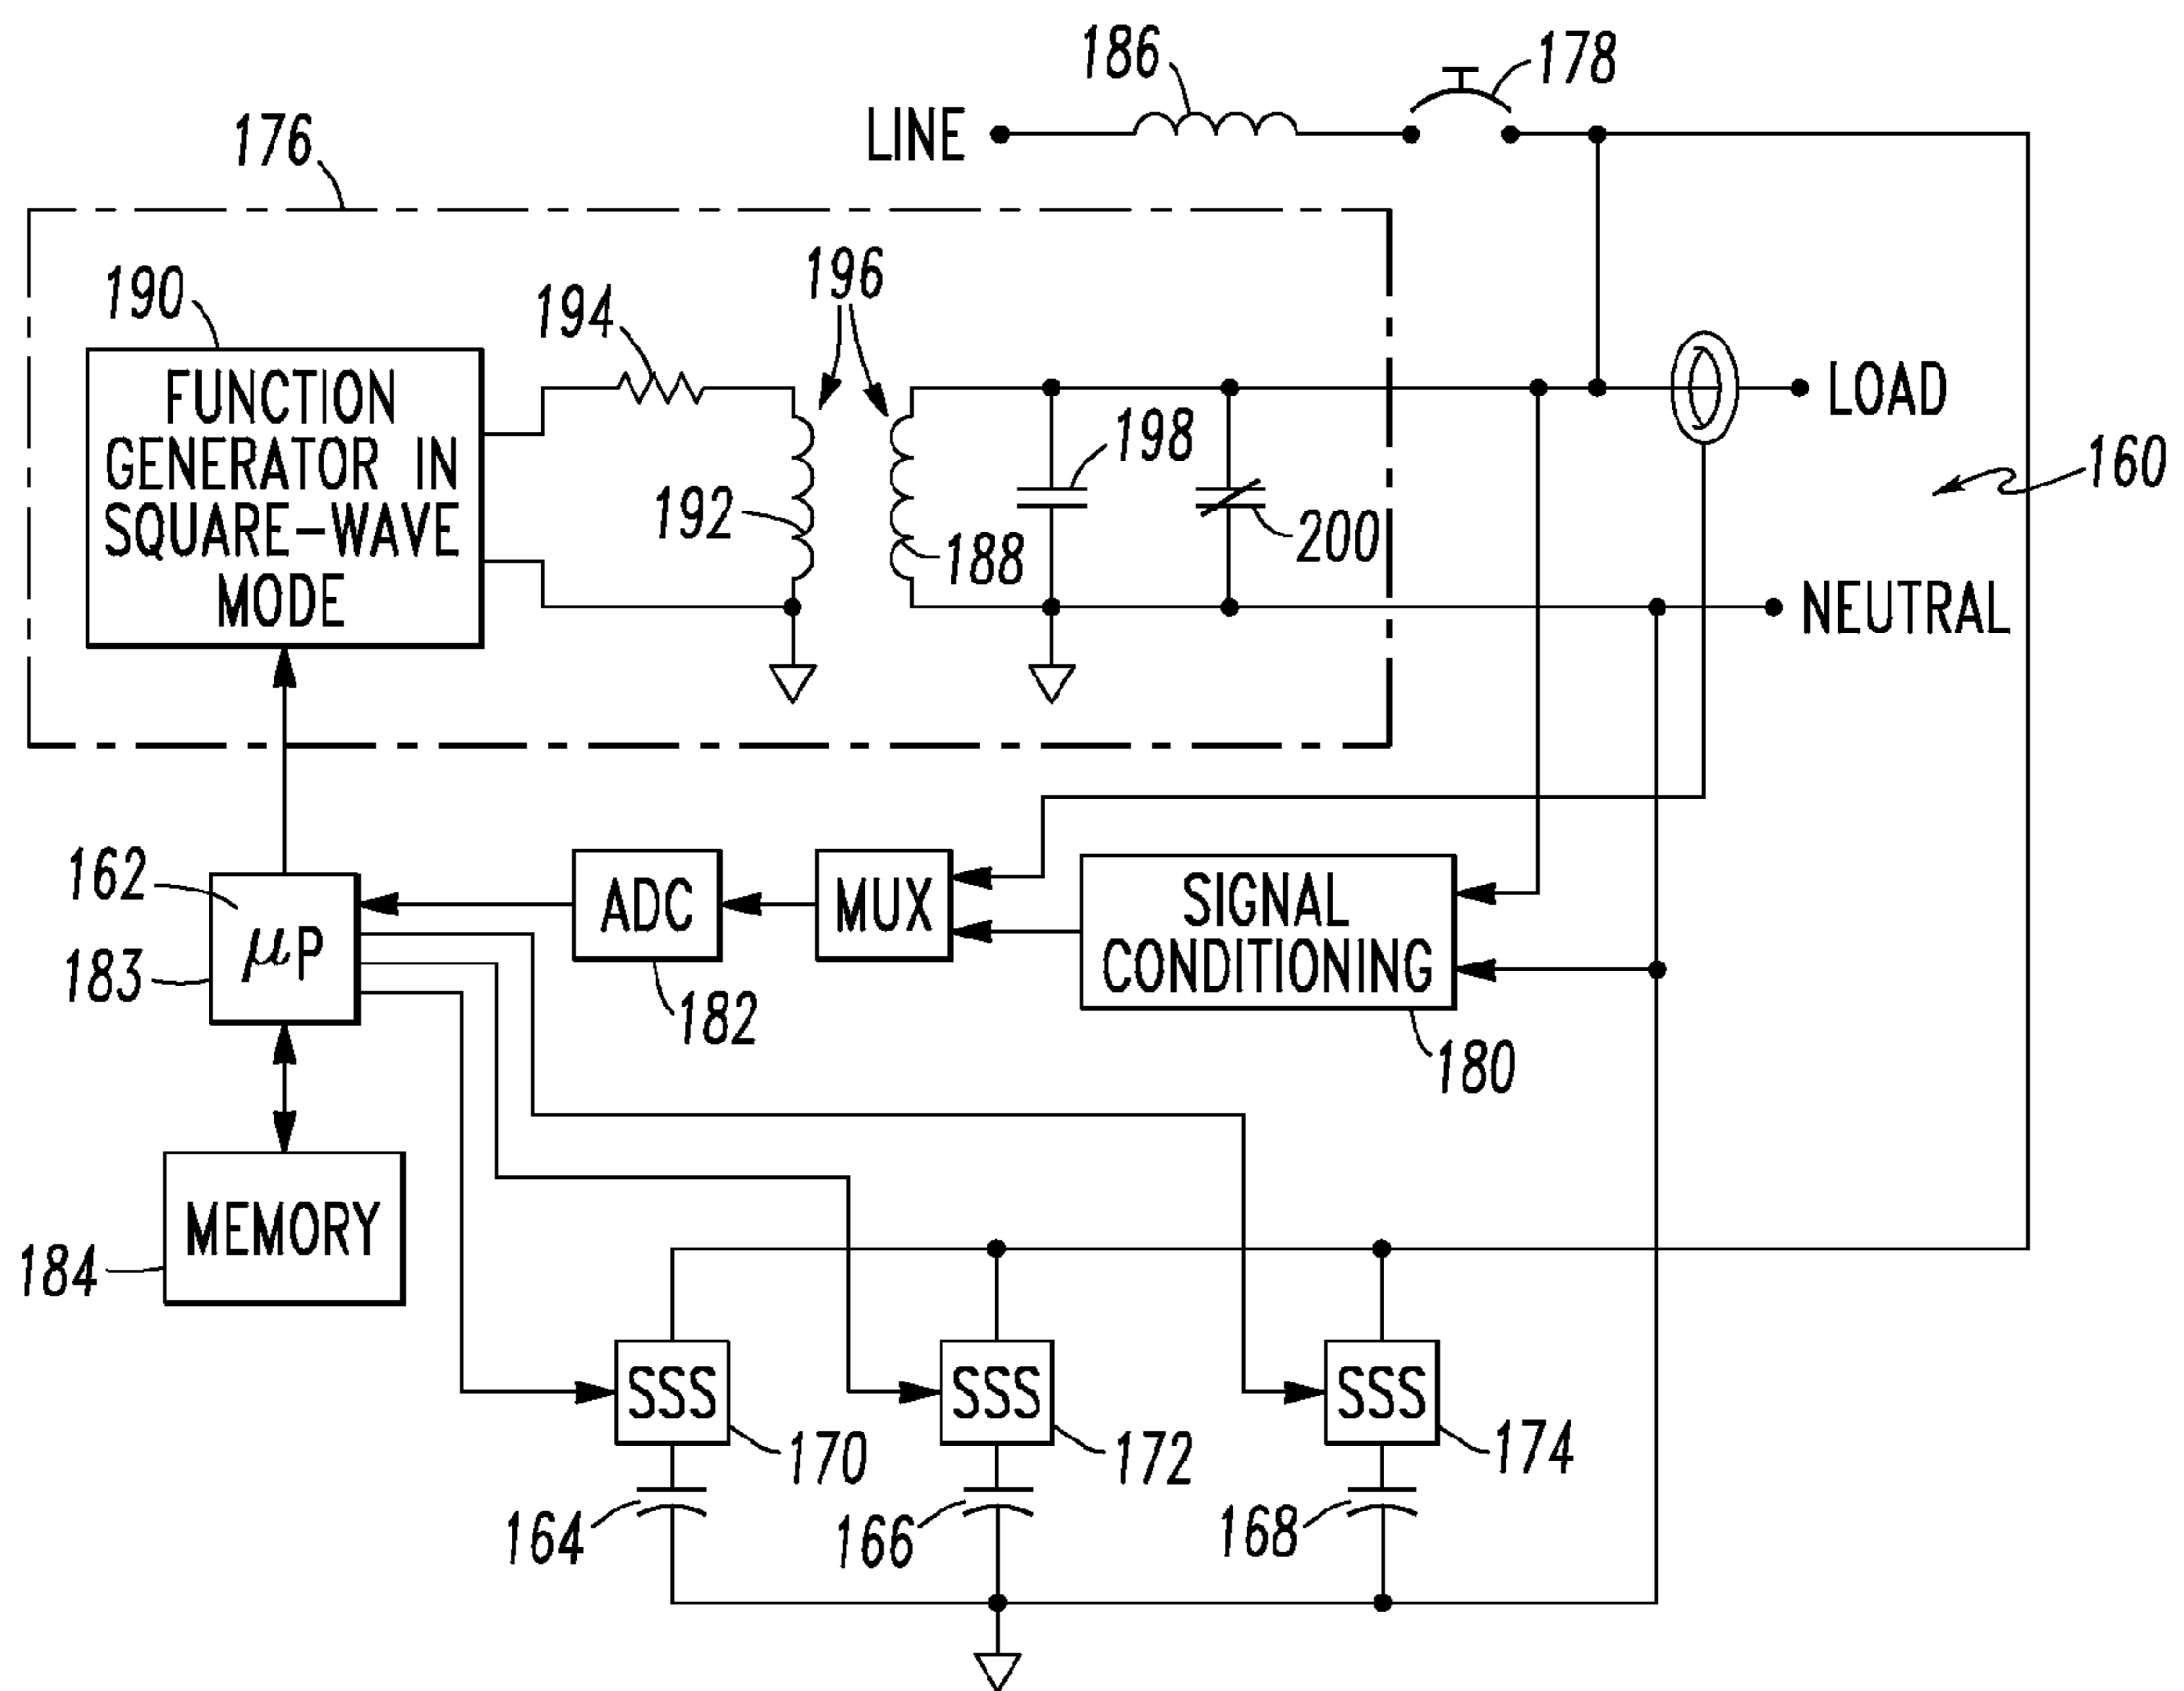 186
178
LINE
176
190
194
196
FUNCTION
GENERATOR IN
SQUARE-WAVE
MODE
192
188
198
200
LOAD
160
NEUTRAL
162
183
μP
ADC
182
MUX
SIGNAL
CONDITIONING
180
MEMORY
184
SSS
170
SSS
172
SSS
174
164
166
168